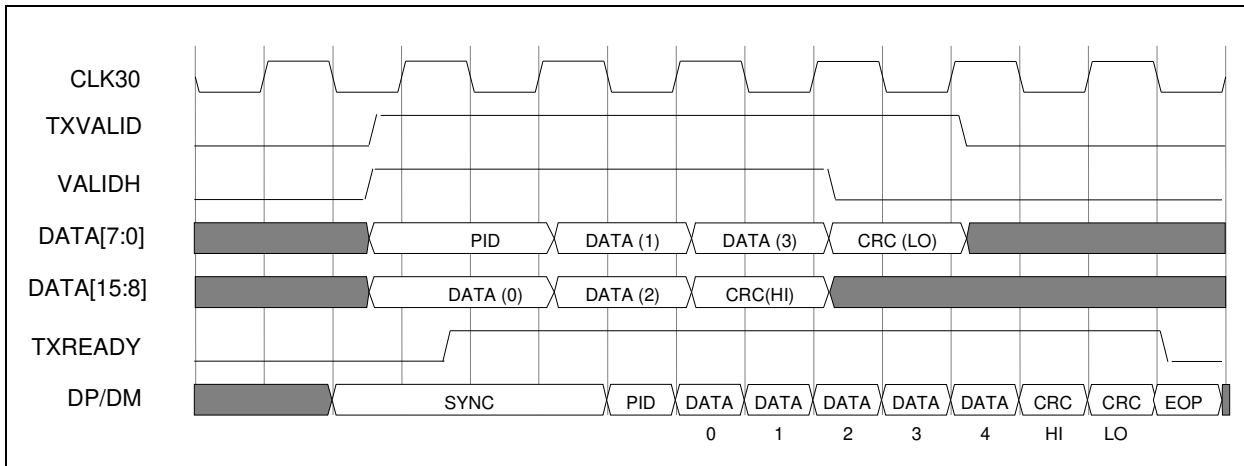 CLK30
TXVALID
VALIDH
DATA[7:0] PID DATA (1) DATA (3) CRC (LO)
DATA[15:8] DATA (0) DATA (2) CRC(HI)
TXREADY
DP/DM SYNC PID DATA DATA DATA DATA DATA CRC CRC EOP
0 1 2 3 4 HI LO